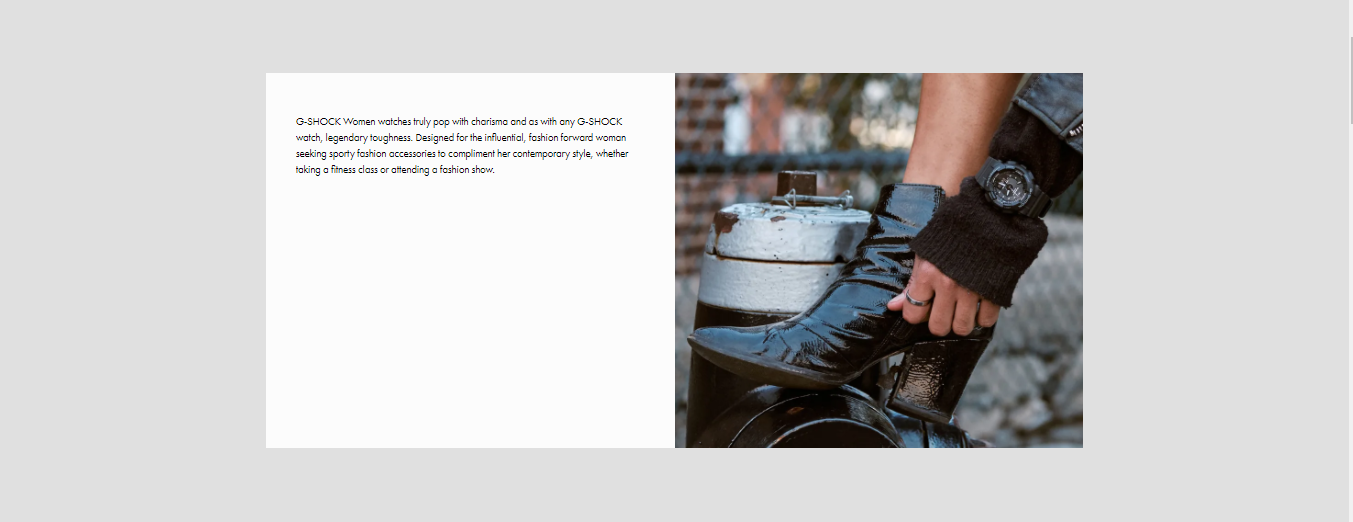 G-SHOCK Women watches truly pop with charisma and as with any G-SHOCK
watch, legendary toughness. Designed for the influential, fashion forward woman
seeking sporty fashion accessories to compliment her contemporary style, whether
taking a fitness class or attending a fashion show.